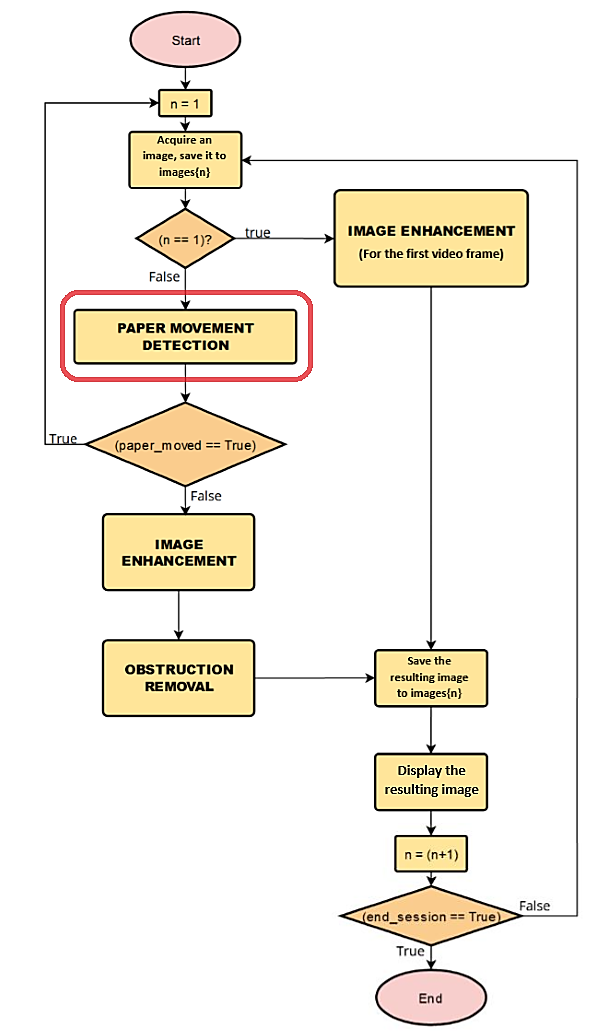 Start
n = 1
Acquire an
image, save it to
images{n}
(n == 1)?
true
False
IMAGE ENHANCEMENT
(For the first video frame)
PAPER MOVEMENT
DETECTION
(paper_moved == True)
True
False
IMAGE
ENHANCEMENT
OBSTRUCTION
REMOVAL
Save the
resulting image
to images{n}
Display the
resulting image
n = (n+1)
(end_session == True)
False
True
End